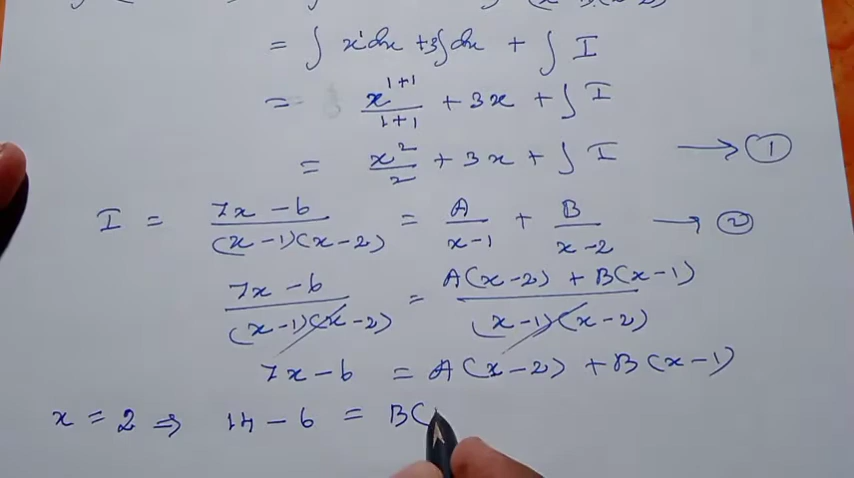 = ∫ x¹dx + 3∫dx + ∫ I
= x^(1+1)/(1+1) + 3x + ∫ I
= x²/2 + 3x + ∫ I → ①
I = (7x-6)/((x-1)(x-2)) = A/(x-1) + B/(x-2) → ②
(7x-6)/((x-1)(x-2)) = (A(x-2) + B(x-1))/((x-1)(x-2))
7x-6 = A(x-2) + B(x-1)
x = 2 ⇒ 14 - 6 = B(